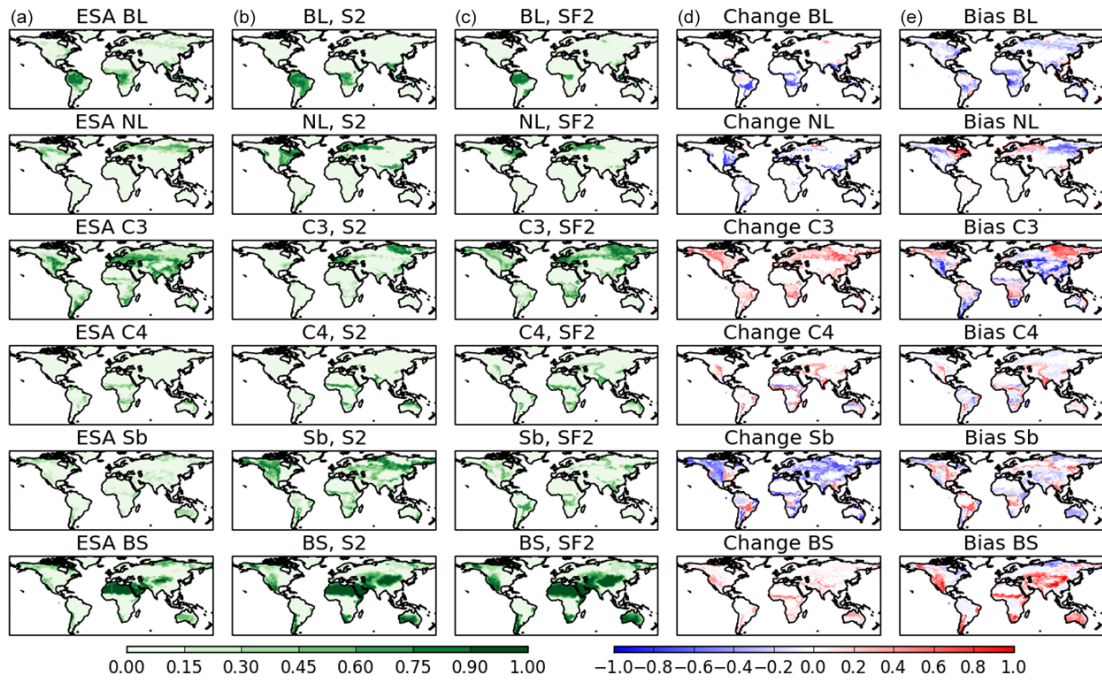 (a) ESA BL (b) BL, S2 (c) BL, SF2 (d) Change BL (e) Bias BL
ESA NL NL, S2 NL, SF2 Change NL Bias NL
ESA C3 C3, S2 C3, SF2 Change C3 Bias C3
ESA C4 C4, S2 C4, SF2 Change C4 Bias C4
ESA Sb Sb, S2 Sb, SF2 Change Sb Bias Sb
ESA BS BS, S2 BS, SF2 Change BS Bias BS
0.00 0.15 0.30 0.45 0.60 0.75 0.90 1.00 −1.0 −0.8 −0.6 −0.4 −0.2 0.0 0.2 0.4 0.6 0.8 1.0